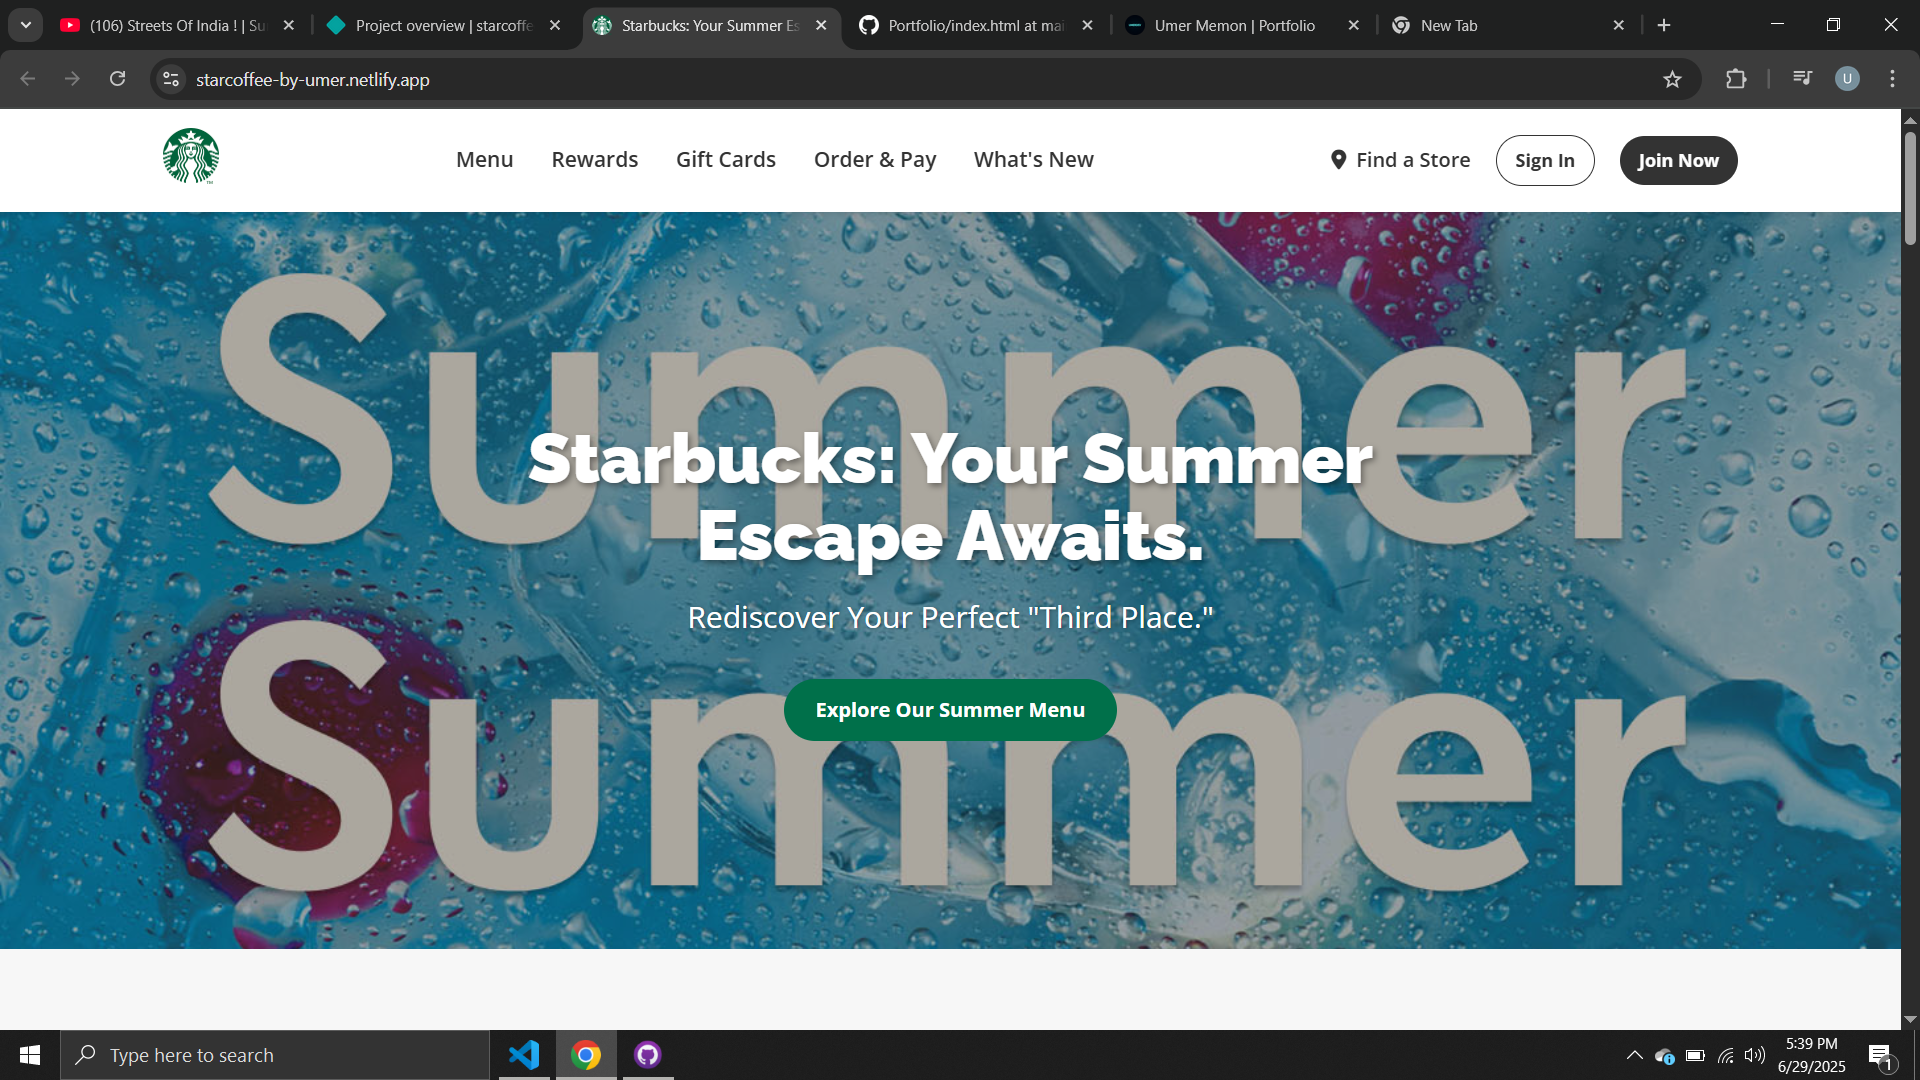 (106) Streets Of India ! | Su
Project overview | starcoffe
Starbucks: Your Summer Es
Portfolio/index.html at mai
Umer Memon | Portfolio
New Tab
starcoffee-by-umer.netlify.app
U
Menu
Rewards
Gift Cards
Order & Pay
What's New
Find a Store
Sign In
Join Now
Summer
Starbucks: Your Summer
Escape Awaits.
Rediscover Your Perfect "Third Place."
Explore Our Summer Menu
Summer
Type here to search
5:39 PM
6/29/2025
1